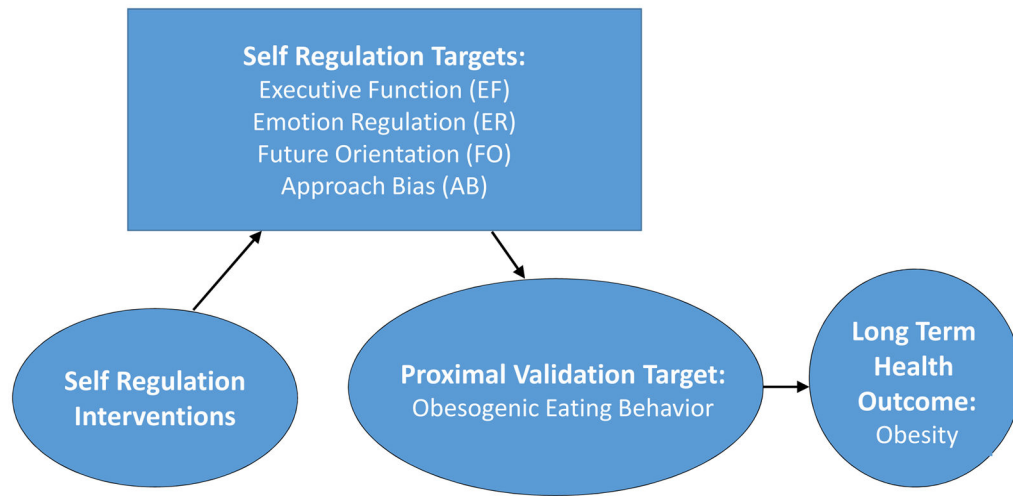 Self Regulation Targets:
Executive Function (EF)
Emotion Regulation (ER)
Future Orientation (FO)
Approach Bias (AB)
Self Regulation
Interventions
Proximal Validation Target:
Obesogenic Eating Behavior
Long Term
Health
Outcome:
Obesity